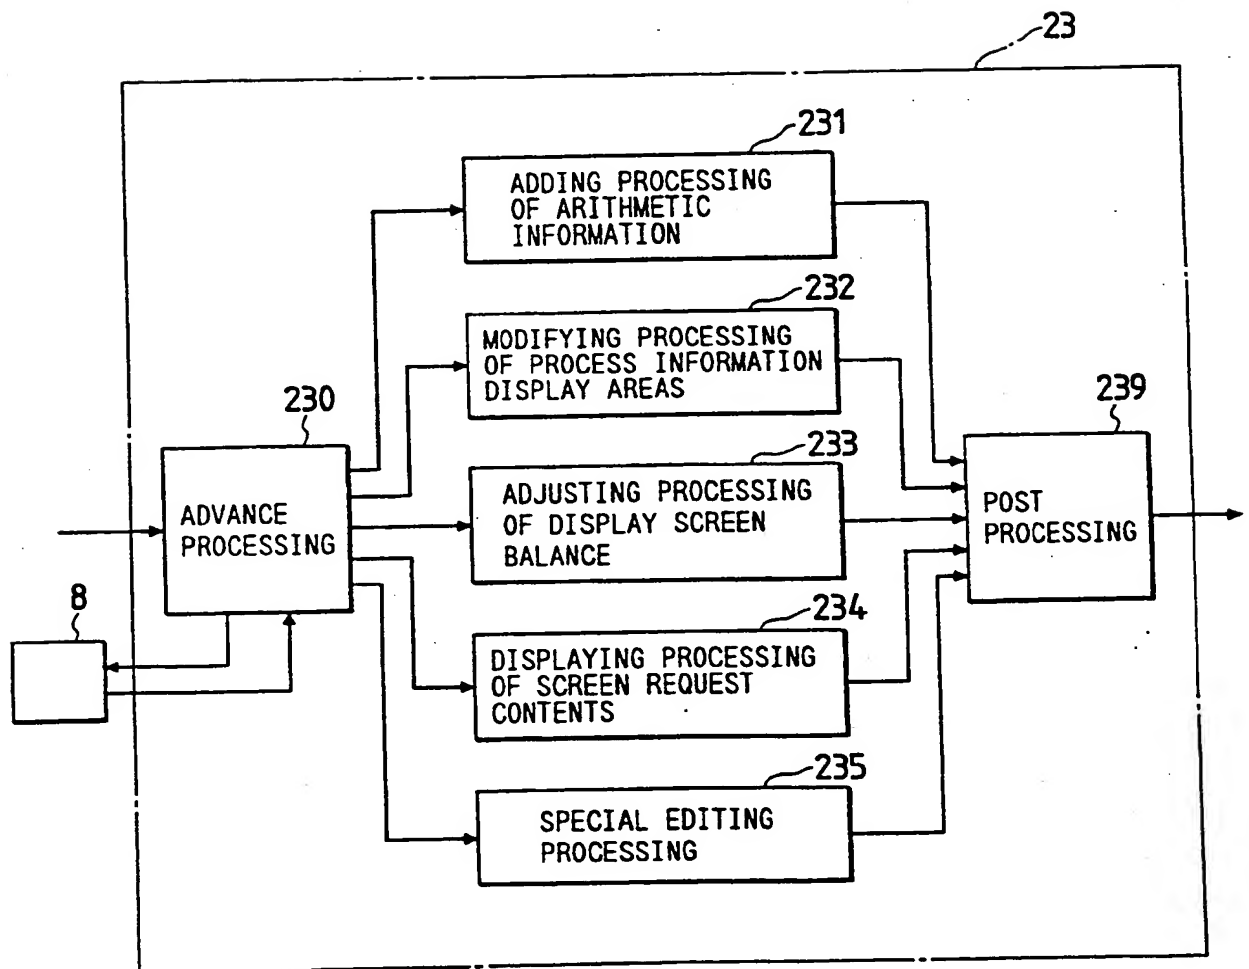 23
231
ADDING PROCESSING
OF ARITHMETIC
INFORMATION
232
MODIFYING PROCESSING
OF PROCESS INFORMATION
DISPLAY AREAS
230
ADVANCE
PROCESSING
233
ADJUSTING PROCESSING
OF DISPLAY SCREEN
BALANCE
239
POST
PROCESSING
8
234
DISPLAYING PROCESSING
OF SCREEN REQUEST
CONTENTS
235
SPECIAL EDITING
PROCESSING